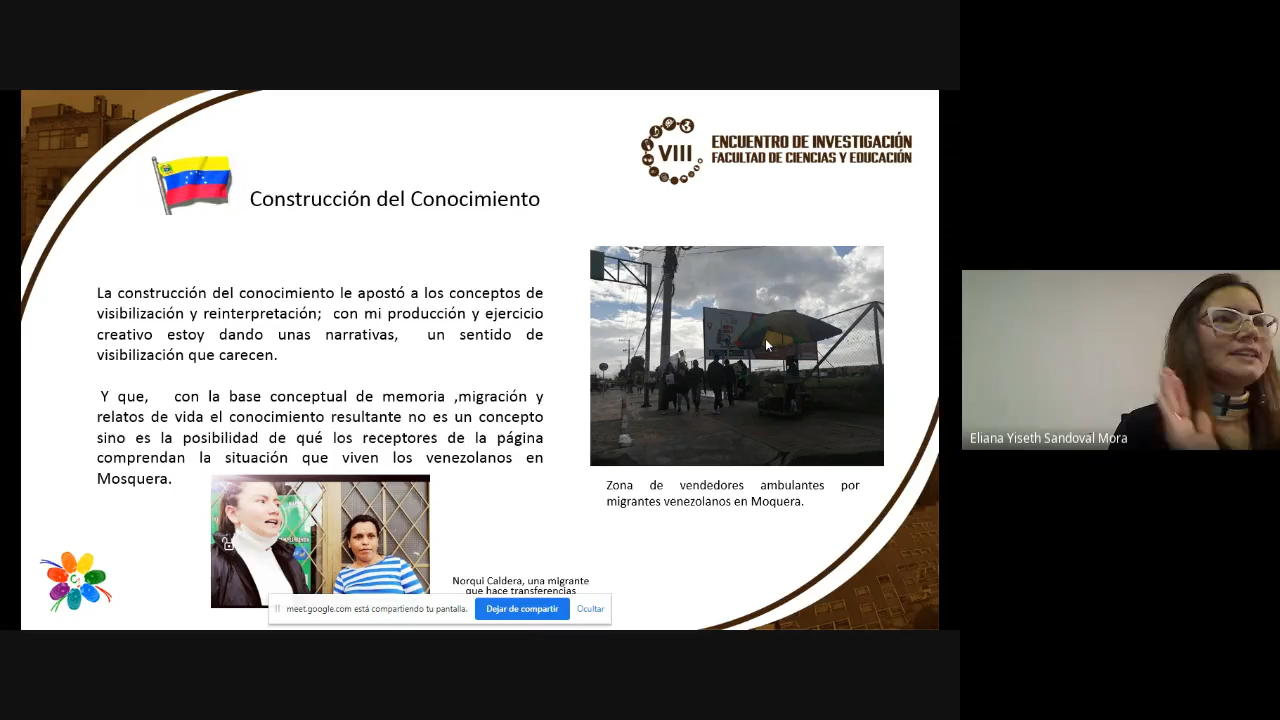 VIII
ENCUENTRO DE INVESTIGACIÓN
FACULTAD DE CIENCIAS Y EDUCACIÓN
Construcción del Conocimiento
La construcción del conocimiento le apostó a los conceptos de
visibilización y reinterpretación; con mi producción y ejercicio
creativo estoy dando unas narrativas, un sentido de
visibilización que carecen.
Y que, con la base conceptual de memoria ,migración y
relatos de vida el conocimiento resultante no es un concepto
sino es la posibilidad de qué los receptores de la página
comprendan la situación que viven los venezolanos en
Mosquera.
Zona de vendedores ambulantes por
migrantes venezolanos en Moquera.
Norqui Caldera, una migrante
que hace transferencias
meet.google.com está compartiendo tu pantalla.
Dejar de compartir
Ocultar
Eliana Yiseth Sandoval Mora